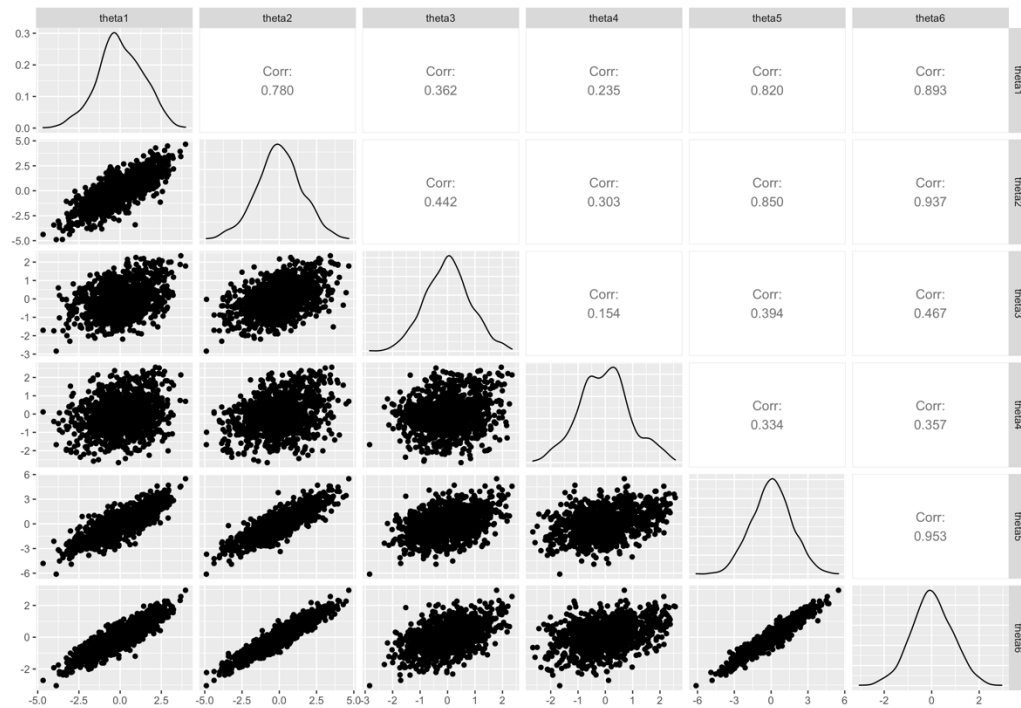 theta1 theta2 theta3 theta4 theta5 theta6
0.3
0.2
0.1
0.0
Corr:
0.780
Corr:
0.362
Corr:
0.235
Corr:
0.820
Corr:
0.893
theta1
5.0
2.5
0.0
-2.5
-5.0
Corr:
0.442
Corr:
0.303
Corr:
0.850
Corr:
0.937
theta2
2
1
0
-1
-2
-3
Corr:
0.154
Corr:
0.394
Corr:
0.467
theta3
2
1
0
-1
-2
Corr:
0.334
Corr:
0.357
theta4
6
3
0
-3
-6
Corr:
0.953
theta5
2
0
-2
theta6
-5.0 -2.5 0.0 2.5 -5.0 -2.5 0.0 2.5 5.0 -3 -2 -1 0 1 2 -2 -1 0 1 2 -6 -3 0 3 6 -2 0 2